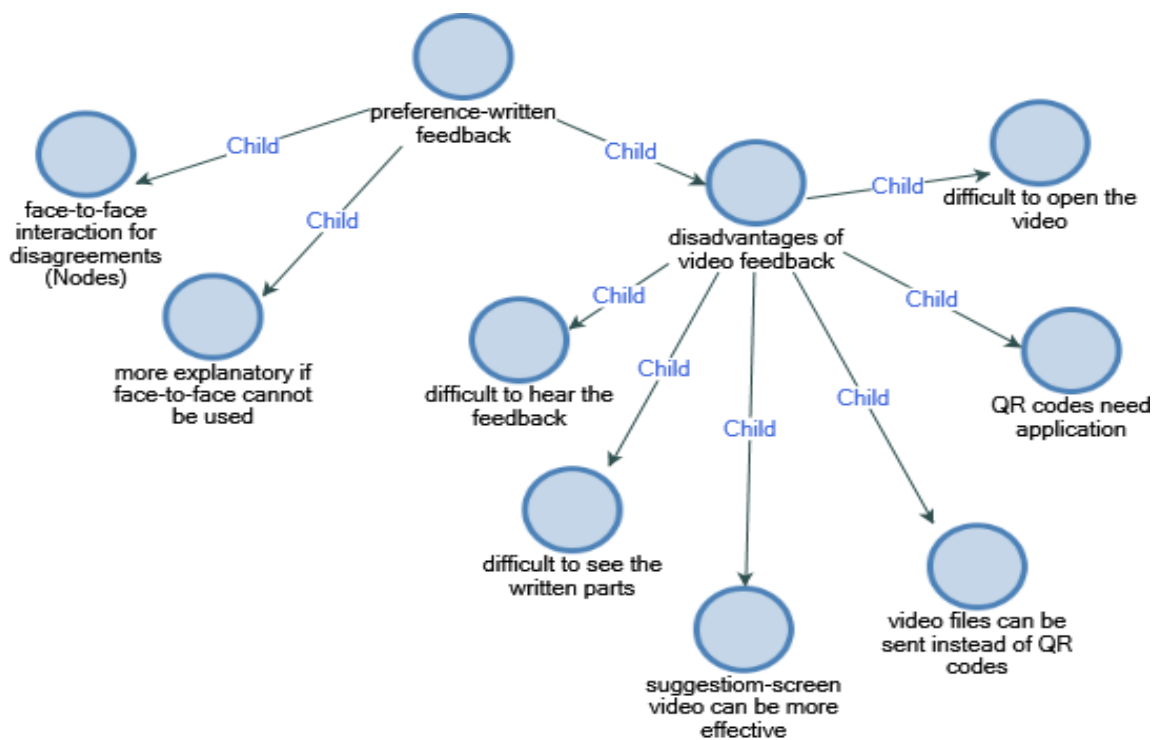 preference-written
feedback
Child
Child
Child
face-to-face
interaction for
disagreements
(Nodes)
more explanatory if
face-to-face cannot
be used
disadvantages of
video feedback
Child
difficult to open the
video
Child
QR codes need
application
Child
difficult to hear the
feedback
Child
difficult to see the
written parts
Child
suggestiom-screen
video can be more
effective
Child
video files can be
sent instead of QR
codes